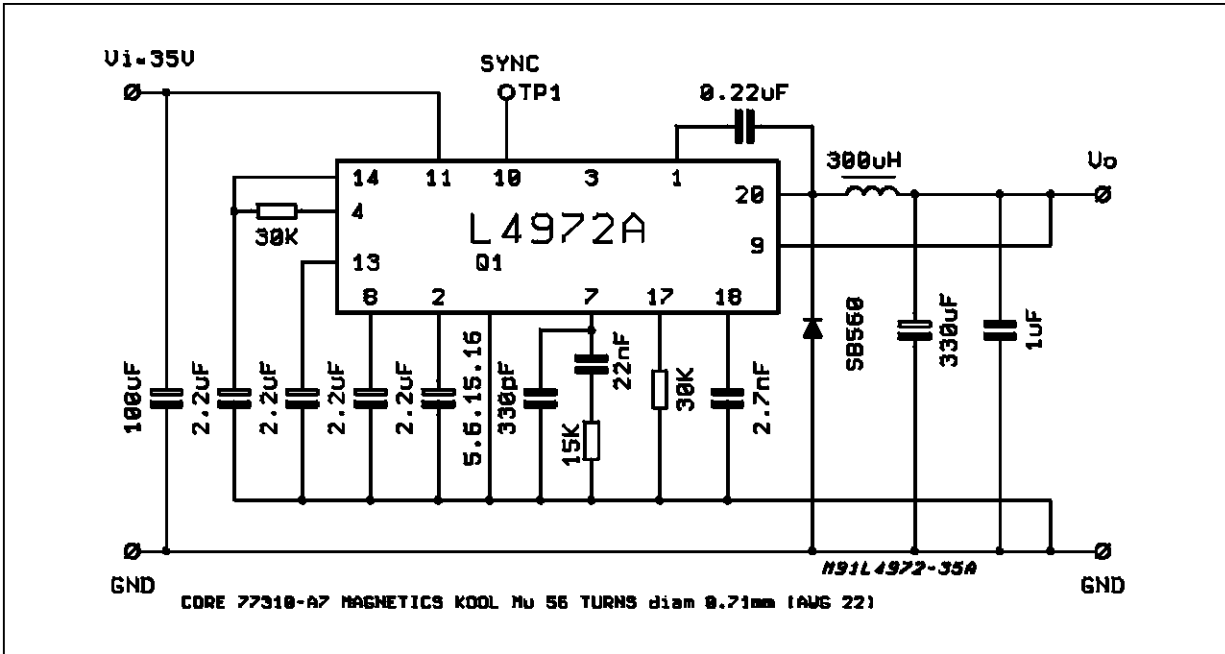 Vi=35V
SYNC
TP1
0.22uF
300uH
Vo
14
11
10
3
1
20
4
30K
L4972A
9
13
Q1
8
2
7
17
18
100uF
2.2uF
2.2uF
2.2uF
2.2uF
5.6.15.16
330pF
22nF
15K
30K
2.7nF
SB560
330uF
1uF
GND
M91L4972-35A
GND
CORE 77310-A7 MAGNETICS KOOL Mu 56 TURNS diam 0.71mm (AWG 22)